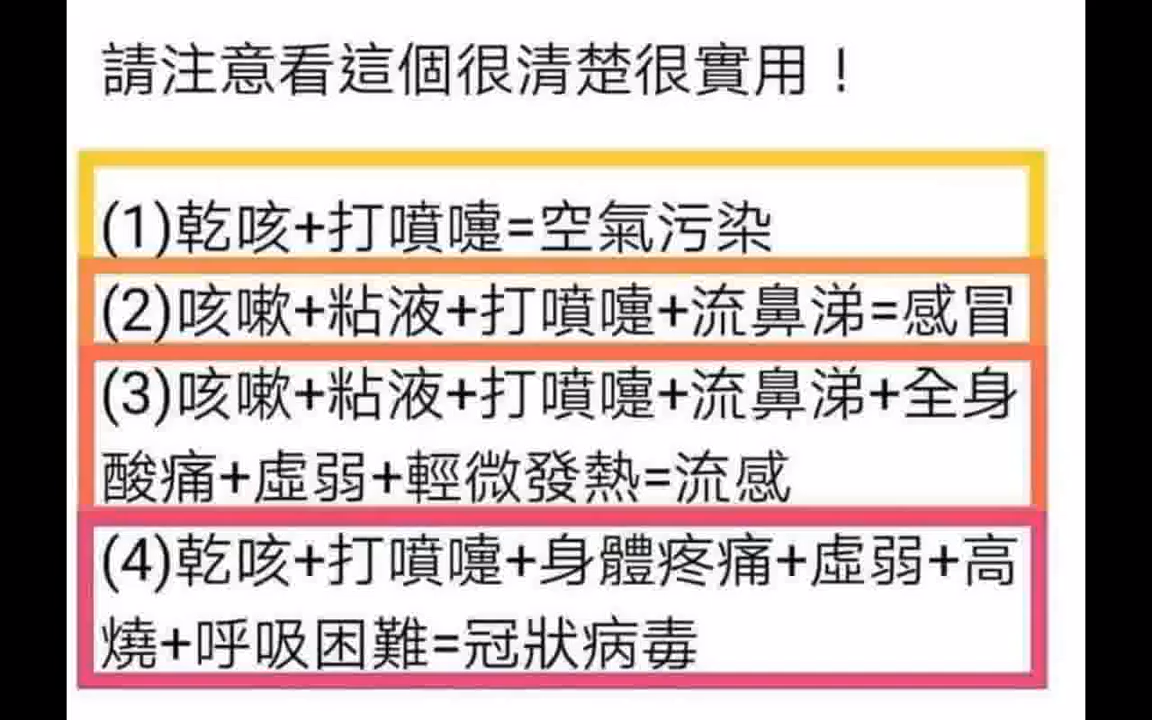 請注意看這個很清楚很實用！
(1)乾咳+打噴嚏=空氣污染
(2)咳嗽+粘液+打噴嚏+流鼻涕=感冒
(3)咳嗽+粘液+打噴嚏+流鼻涕+全身
酸痛+虛弱+輕微發熱=流感
(4)乾咳+打噴嚏+身體疼痛+虛弱+高
燒+呼吸困難=冠狀病毒